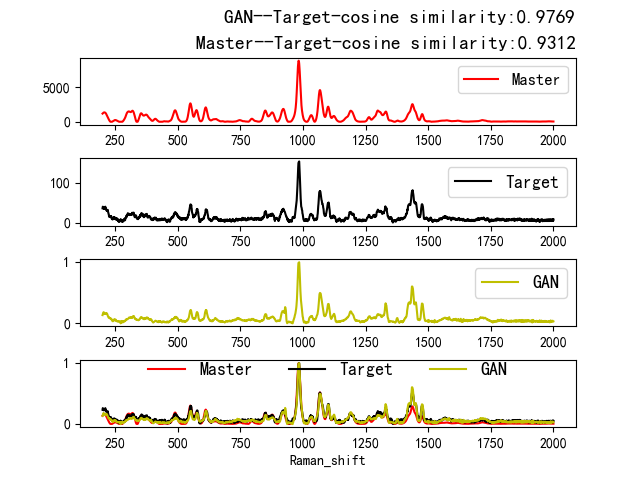 GAN--Target-cosine similarity:0.9769
Master--Target-cosine similarity:0.9312
5000
0
Master
250 500 750 1000 1250 1500 1750 2000
100
0
Target
250 500 750 1000 1250 1500 1750 2000
1
0
GAN
250 500 750 1000 1250 1500 1750 2000
1
0
Master Target GAN
250 500 750 1000 1250 1500 1750 2000
Raman_shift